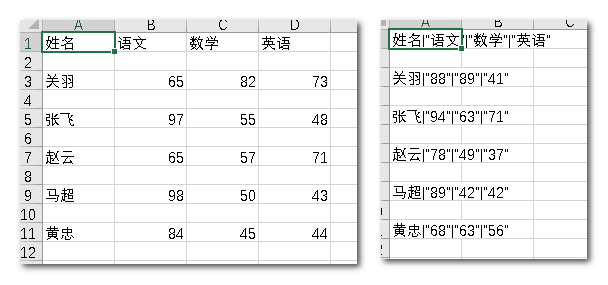 A B C D
1 姓名 语文 数学 英语
2
3 关羽 65 82 73
4
5 张飞 97 55 48
6
7 赵云 65 57 71
8
9 马超 98 50 43
10
11 黄忠 84 45 44
12
A B C
姓名|"语文"|"数学"|"英语"
关羽|"88"|"89"|"41"
张飞|"94"|"63"|"71"
赵云|"78"|"49"|"37"
马超|"89"|"42"|"42"
黄忠|"68"|"63"|"56"